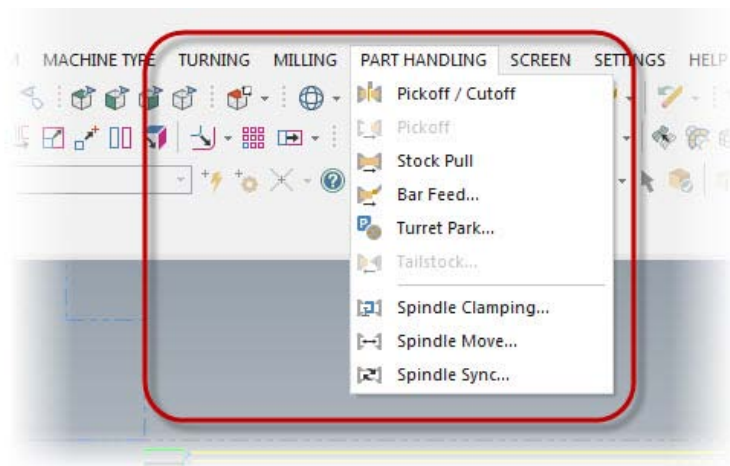 MACHINE TYPE TURNING MILLING PART HANDLING SCREEN SETTINGS HELP
Pickoff / Cutoff
Pickoff
Stock Pull
Bar Feed...
Turret Park...
Tailstock...
Spindle Clamping...
Spindle Move...
Spindle Sync...